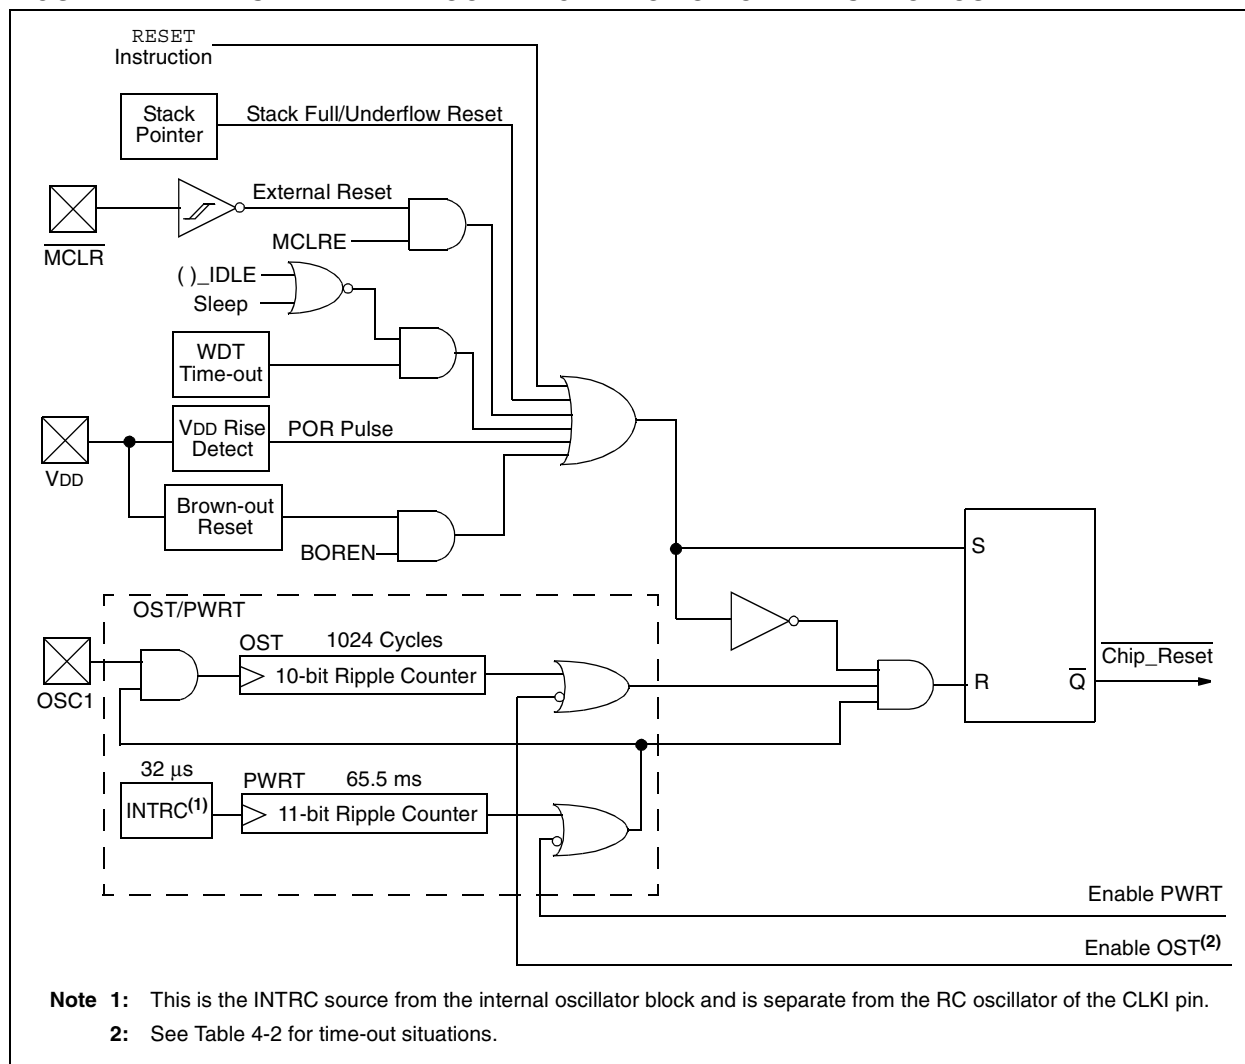 RESET
Instruction
Stack
Pointer
Stack Full/Underflow Reset
External Reset
MCLR
MCLRE
( )_IDLE
Sleep
WDT
Time-out
VDD Rise
Detect
POR Pulse
VDD
Brown-out
Reset
BOREN
S
OST/PWRT
OST
1024 Cycles
10-bit Ripple Counter
OSC1
Chip_Reset
R
Q
32 μs
PWRT
65.5 ms
INTRC(1)
11-bit Ripple Counter
Enable PWRT
Enable OST(2)
Note 1: This is the INTRC source from the internal oscillator block and is separate from the RC oscillator of the CLKI pin.
2: See Table 4-2 for time-out situations.